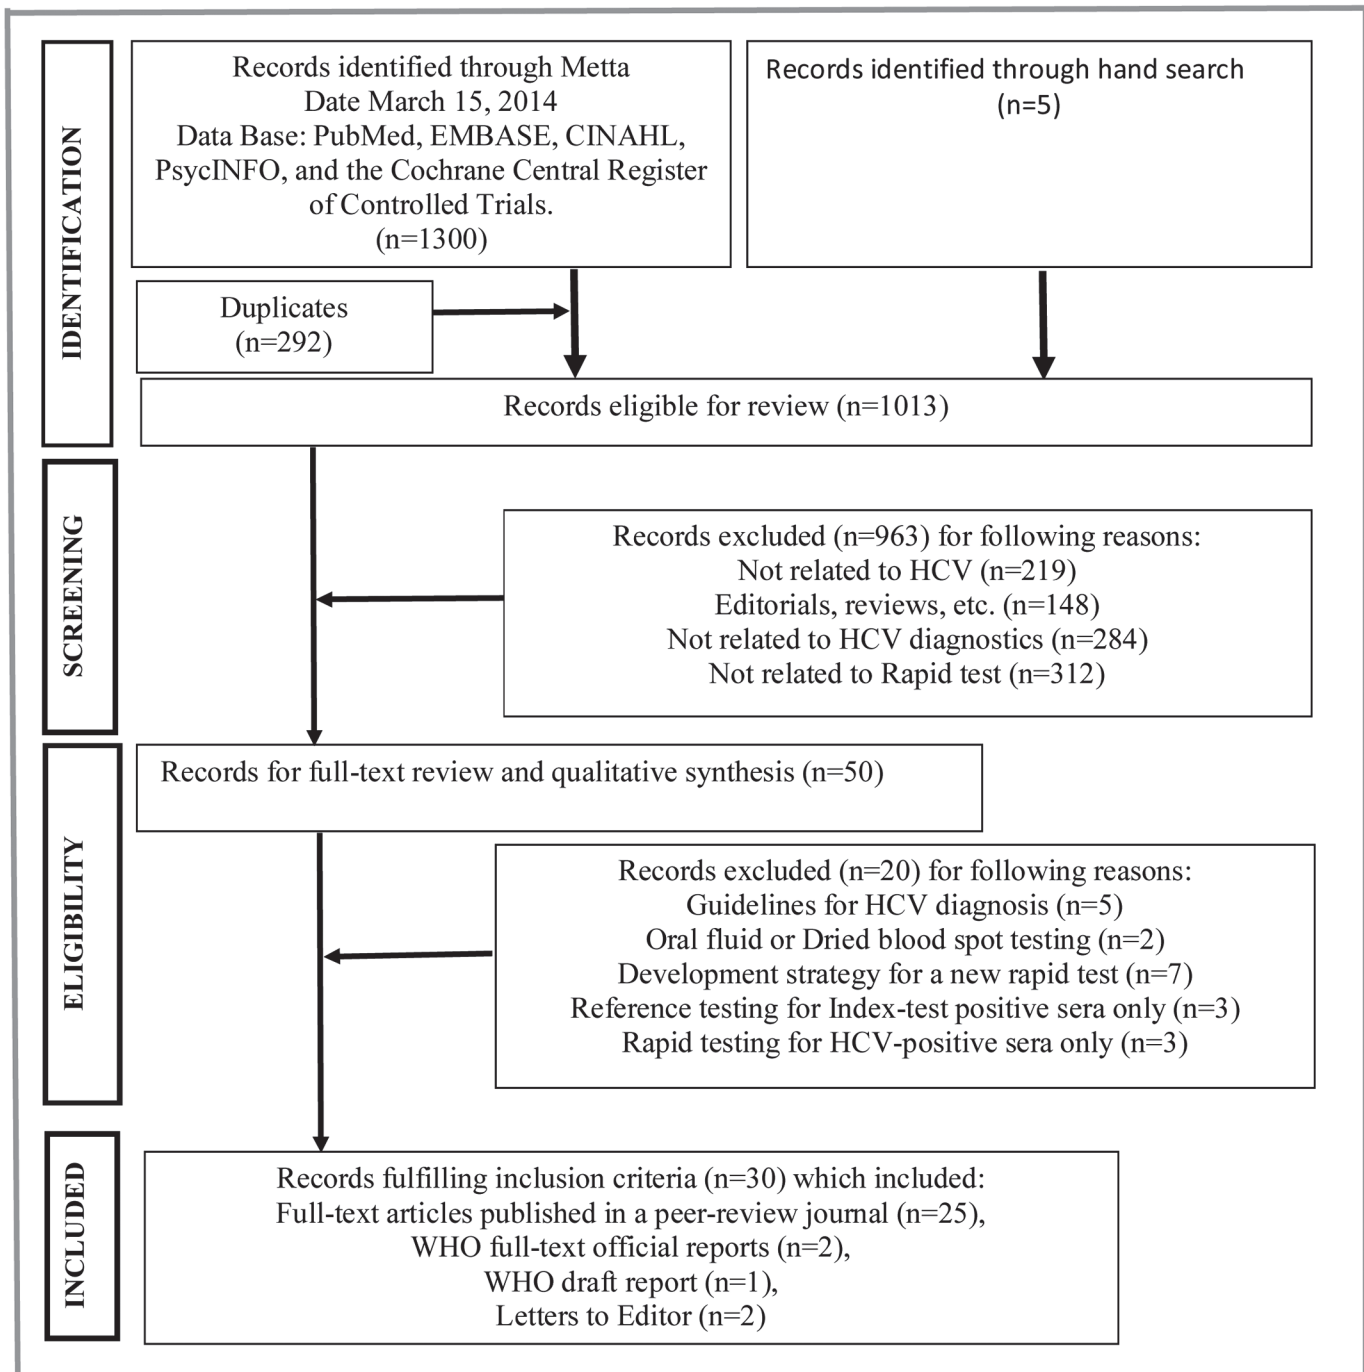 IDENTIFICATION
Records identified through Metta
Date March 15, 2014
Data Base: PubMed, EMBASE, CINAHL,
PsycINFO, and the Cochrane Central Register
of Controlled Trials.
(n=1300)
Records identified through hand search
(n=5)
Duplicates
(n=292)
Records eligible for review (n=1013)
SCREENING
Records excluded (n=963) for following reasons:
Not related to HCV (n=219)
Editorials, reviews, etc. (n=148)
Not related to HCV diagnostics (n=284)
Not related to Rapid test (n=312)
ELIGIBILITY
Records for full-text review and qualitative synthesis (n=50)
Records excluded (n=20) for following reasons:
Guidelines for HCV diagnosis (n=5)
Oral fluid or Dried blood spot testing (n=2)
Development strategy for a new rapid test (n=7)
Reference testing for Index-test positive sera only (n=3)
Rapid testing for HCV-positive sera only (n=3)
INCLUDED
Records fulfilling inclusion criteria (n=30) which included:
Full-text articles published in a peer-review journal (n=25),
WHO full-text official reports (n=2),
WHO draft report (n=1),
Letters to Editor (n=2)